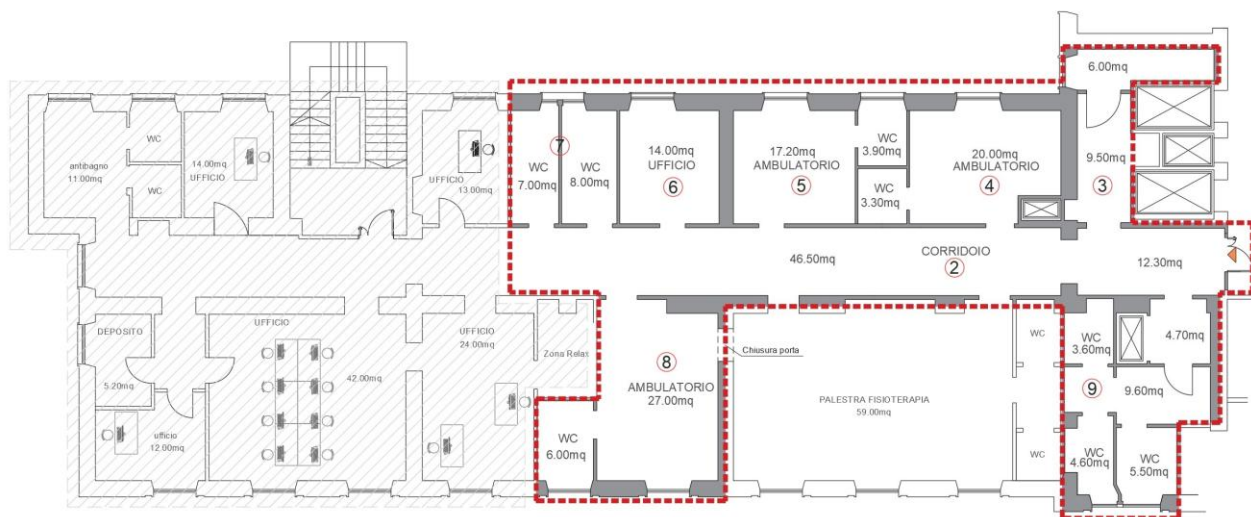 6.00mq
WC
antibagno
11.00mq
WC
14.00mq
UFFICIO
UFFICIO
13.00mq
7
WC
7.00mq
WC
8.00mq
14.00mq
UFFICIO
6
17.20mq
AMBULATORIO
5
WC
3.90mq
WC
3.30mq
20.00mq
AMBULATORIO
4
9.50mq
3
46.50mq
CORRIDOIO
2
12.30mq
DEPOSITO
5.20mq
ufficio
12.00mq
UFFICIO
42.00mq
UFFICIO
24.00mq
Zona Relax
8
AMBULATORIO
27.00mq
WC
6.00mq
Chiusura porta
PALESTRA FISIOTERAPIA
59.00mq
WC
WC
WC
3.60mq
4.70mq
9
9.60mq
4.60mq
WC
5.50mq